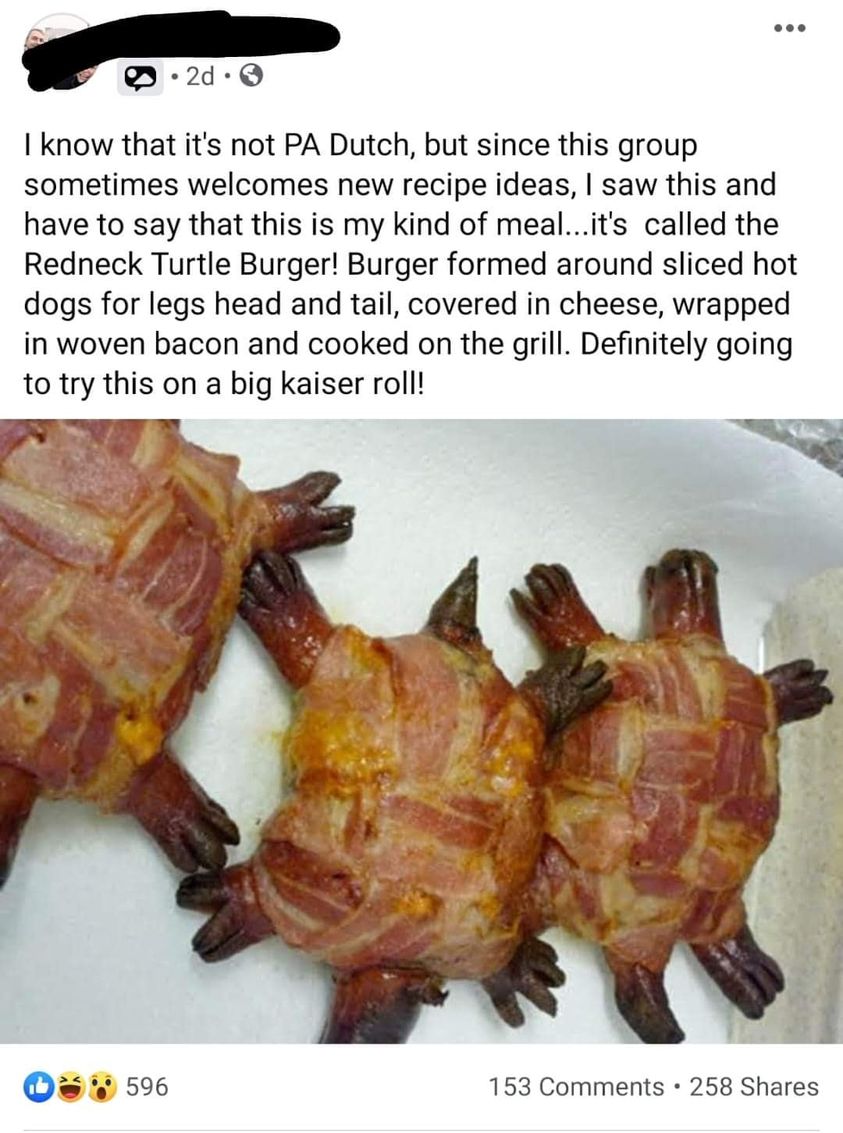 • 2d •
I know that it's not PA Dutch, but since this group
sometimes welcomes new recipe ideas, I saw this and
have to say that this is my kind of meal...it's  called the
Redneck Turtle Burger! Burger formed around sliced hot
dogs for legs head and tail, covered in cheese, wrapped
in woven bacon and cooked on the grill. Definitely going
to try this on a big kaiser roll!
596
153 Comments • 258 Shares